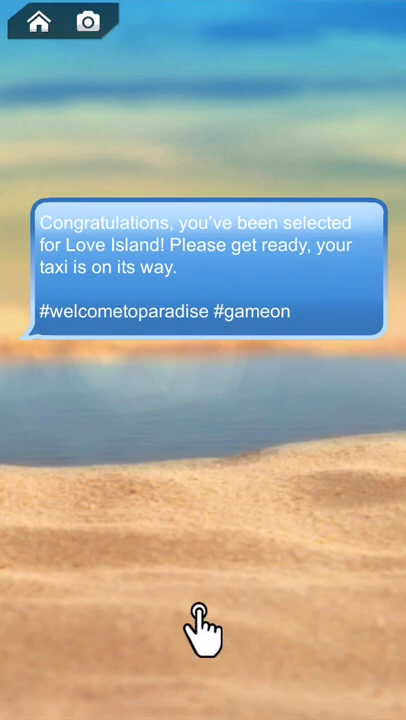 Congratulations, you’ve been selected
for Love Island! Please get ready, your
taxi is on its way.
#welcometoparadise #gameon